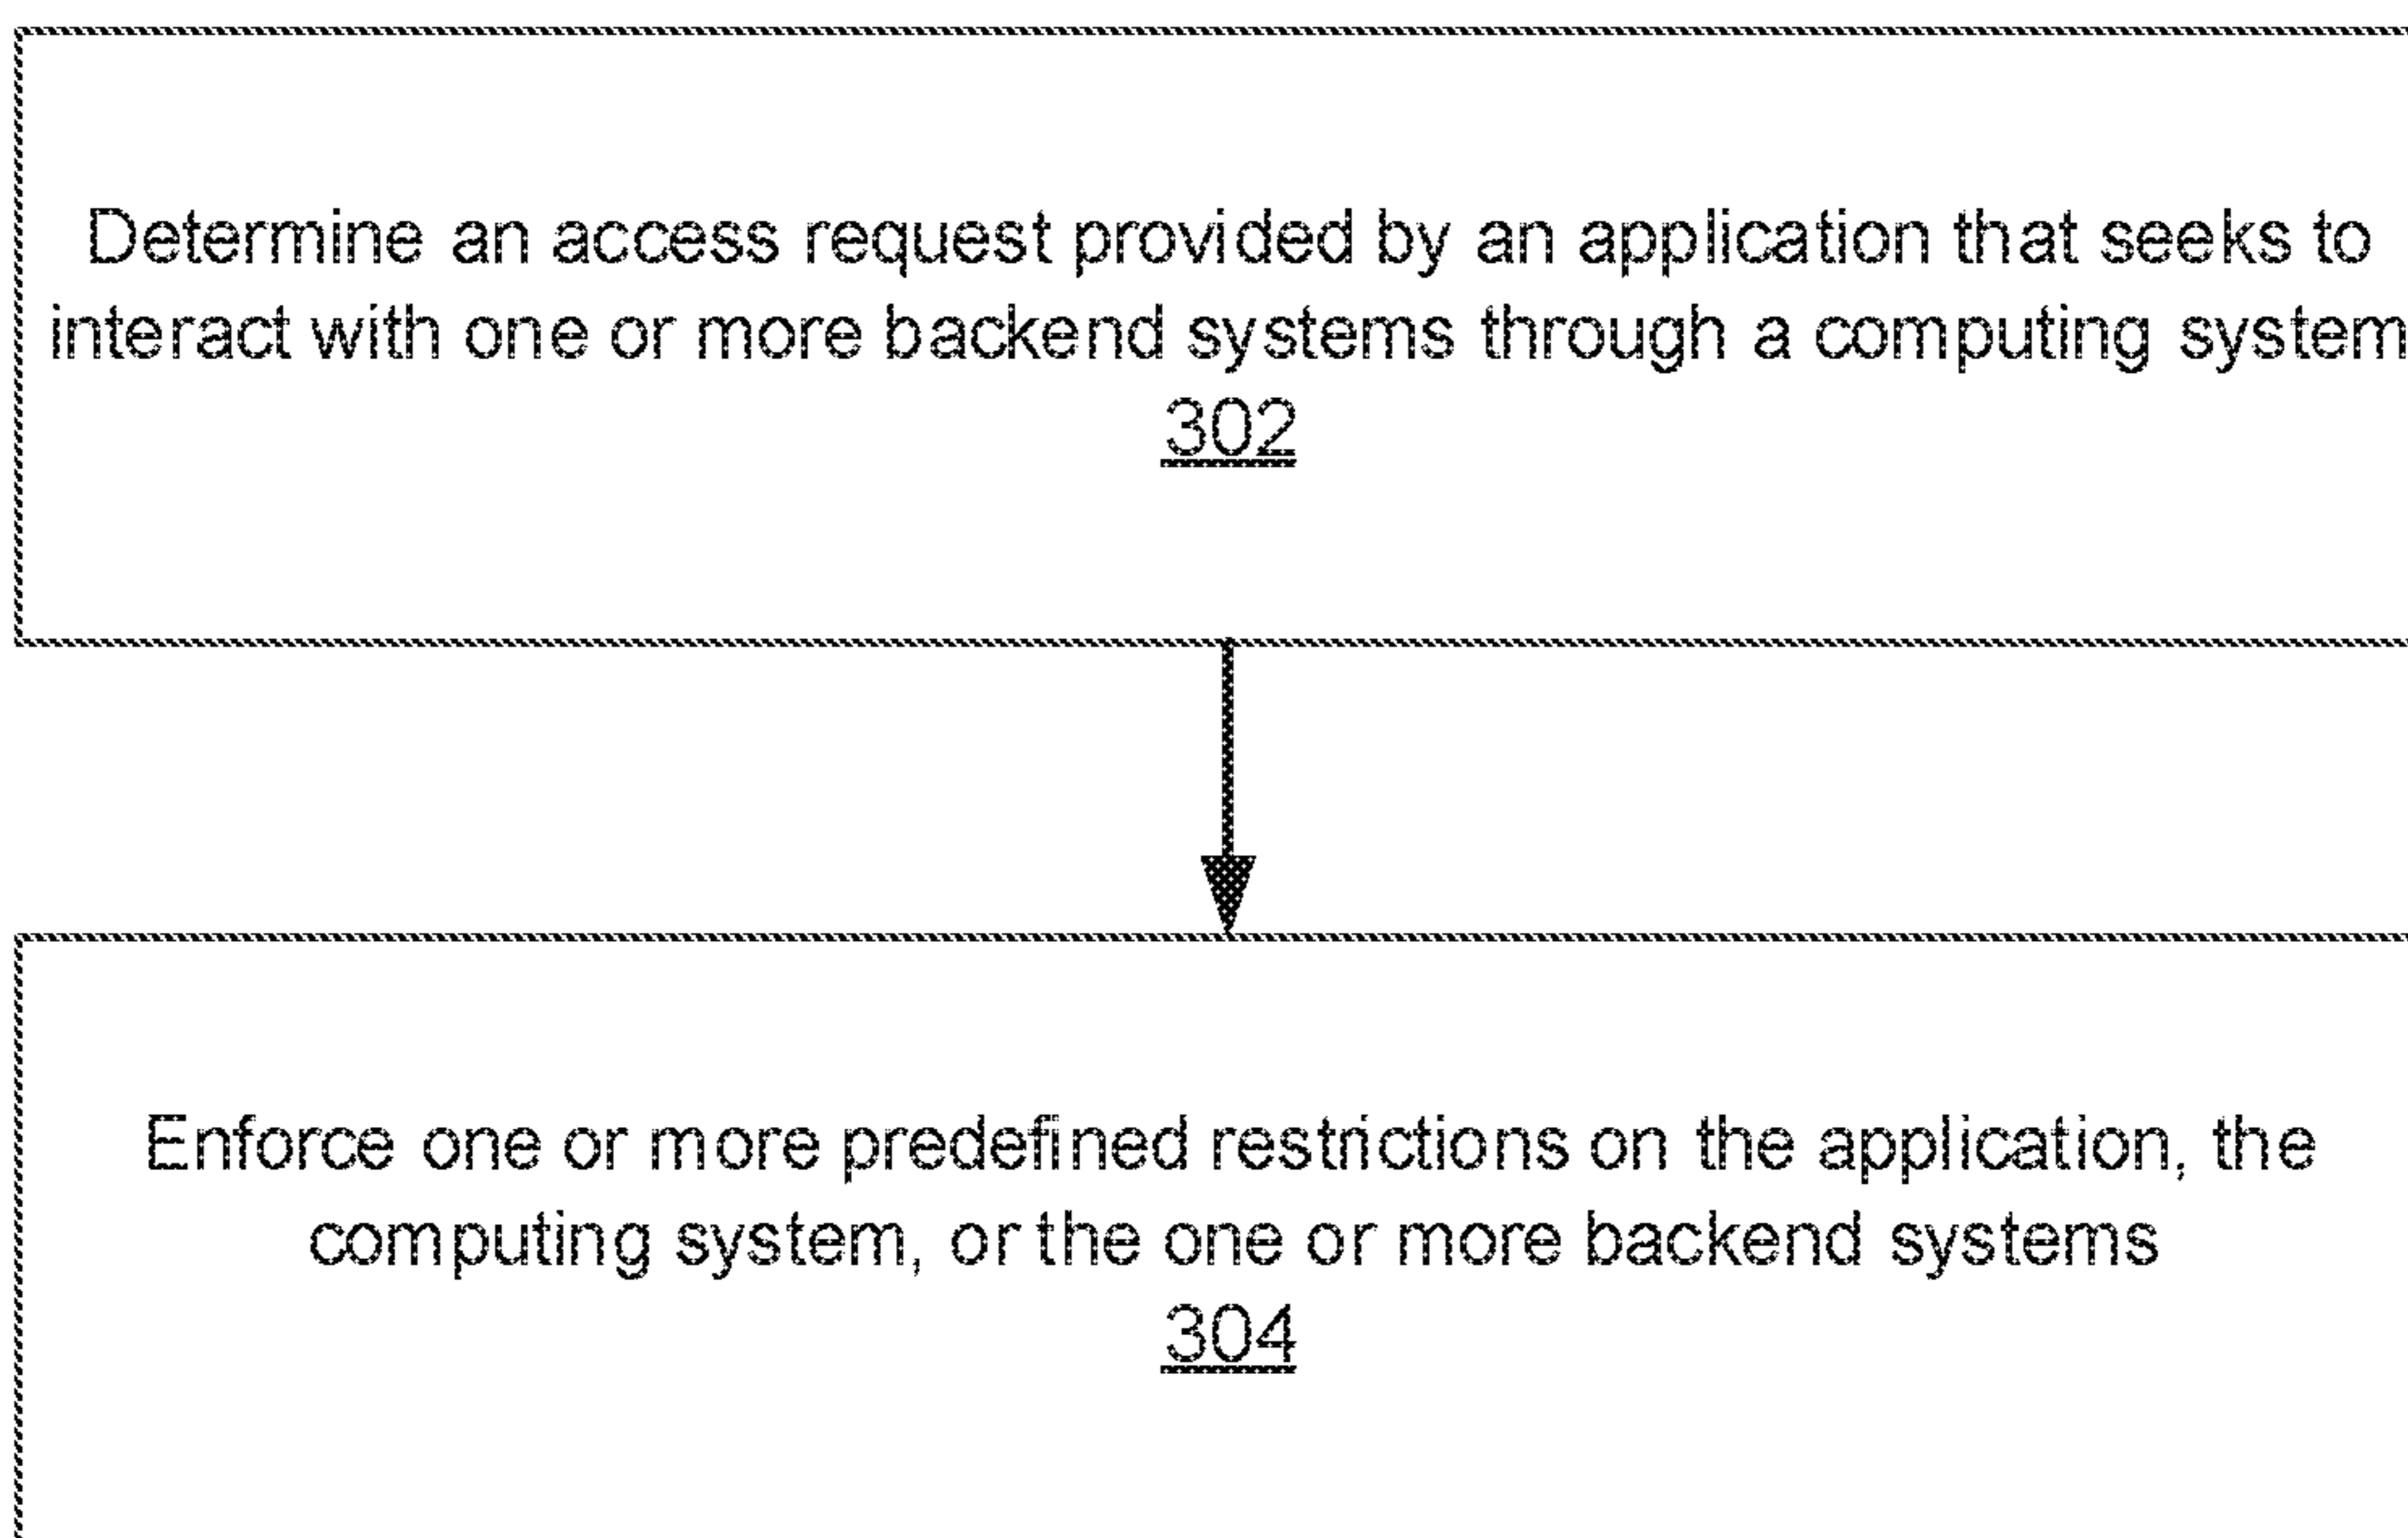 Determine an access request provided by an application that seeks to
interact with one or more backend systems through a computing system
302
Enforce one or more predefined restrictions on the application, the
computing system, or the one or more backend systems
304